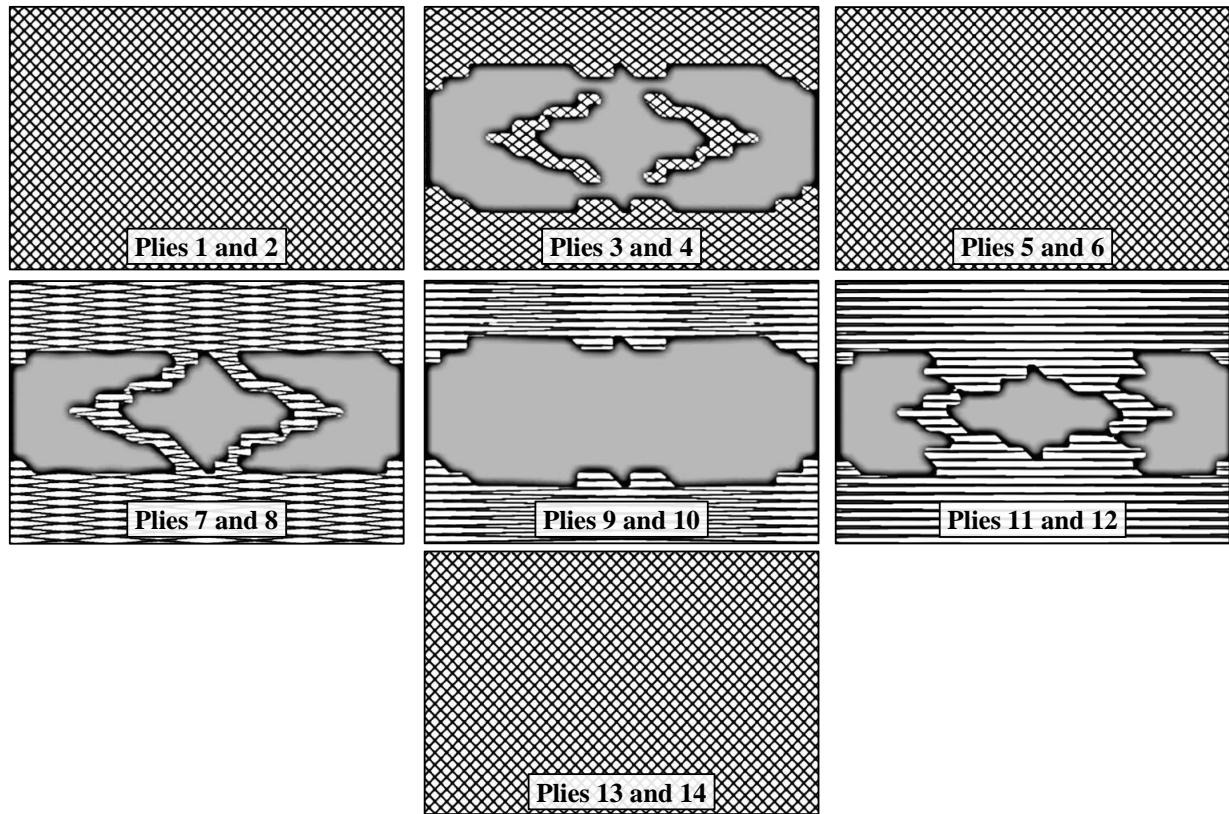 Plies 1 and 2
Plies 3 and 4
Plies 5 and 6
Plies 7 and 8
Plies 9 and 10
Plies 11 and 12
Plies 13 and 14